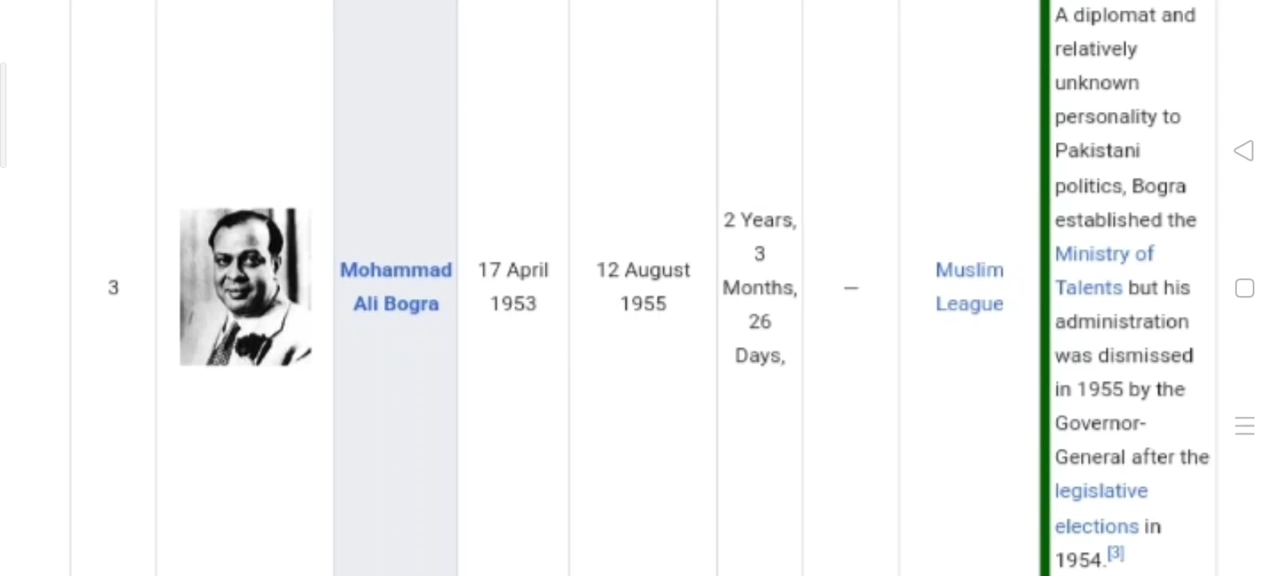 3
Mohammad
Ali Bogra
17 April
1953
12 August
1955
2 Years,
3
Months,
26
Days,
—
Muslim
League
A diplomat and
relatively
unknown
personality to
Pakistani
politics, Bogra
established the
Ministry of
Talents but his
administration
was dismissed
in 1955 by the
Governor-
General after the
legislative
elections in
1954.[3]